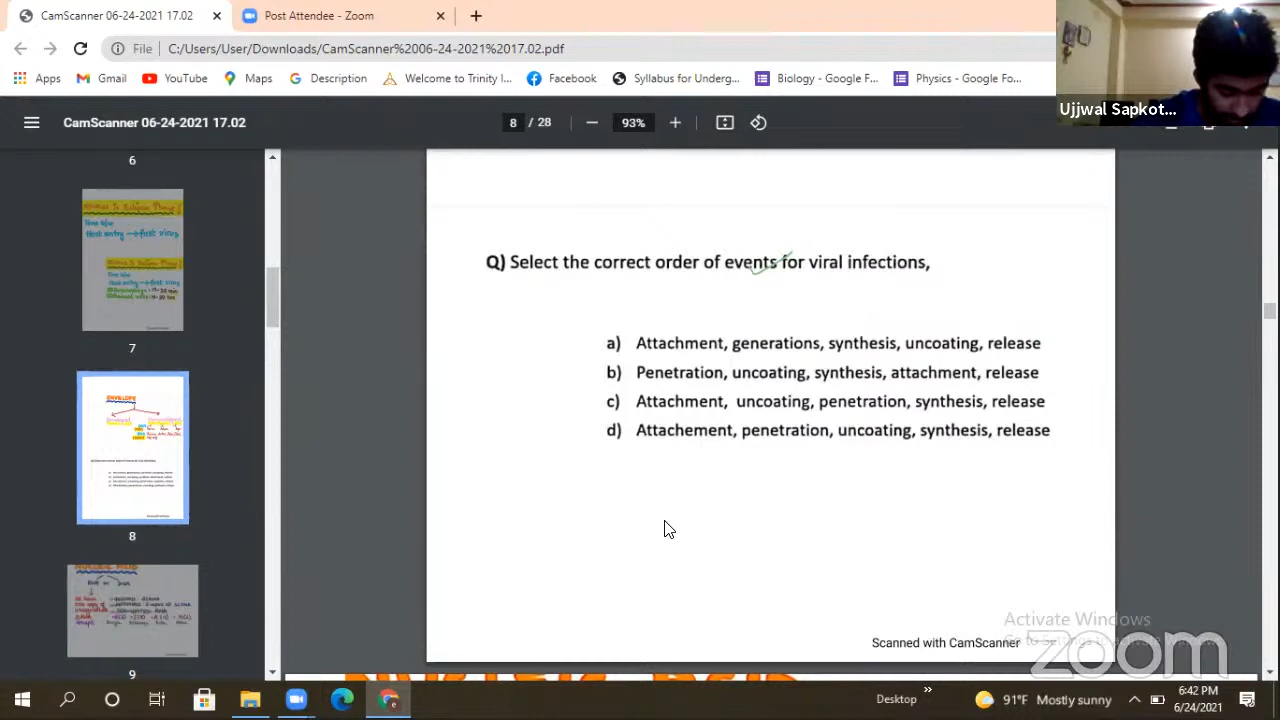 CamScanner 06-24-2021 17.02
Post Attendee - Zoom
File
C:/Users/User/Downloads/CamScanner%2006-24-2021%2017.02.pdf
Apps
Gmail
YouTube
Maps
Description
Welcome to Trinity I...
Facebook
Syllabus for Underg...
Biology - Google F...
Physics - Google Fo...
Ujjwal Sapkot...
CamScanner 06-24-2021 17.02
8 / 28
93%
6
7
ENVELOPE
8
9
Q) Select the correct order of events for viral infections,
a) Attachment, generations, synthesis, uncoating, release
b) Penetration, uncoating, synthesis, attachment, release
c) Attachment, uncoating, penetration, synthesis, release
d) Attachement, penetration, uncoating, synthesis, release
Scanned with CamScanner
Activate Windows
zoom
Desktop
91°F Mostly sunny
6:42 PM
6/24/2021